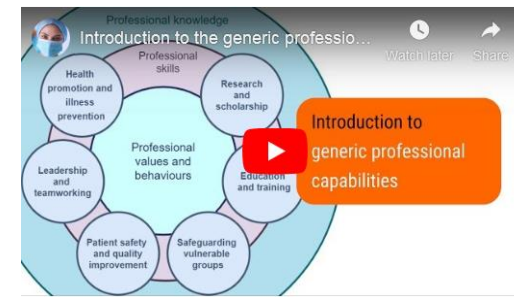 Professional knowledge
Introduction to the generic professio...
Watch later
Share
Professional
skills
Health
promotion and
illness
prevention
Research
and
scholarship
Introduction to
generic professional
capabilities
Professional
values and
behaviours
Leadership
and
teamworking
Education
and training
Patient safety
and quality
improvement
Safeguarding
vulnerable
groups